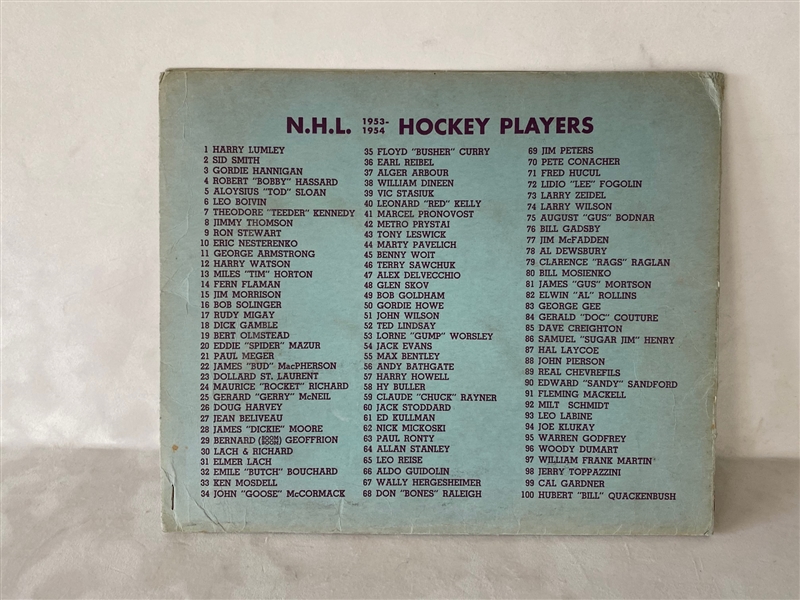 N.H.L. 1953-1954 HOCKEY PLAYERS
1 HARRY LUMLEY
2 SID SMITH
3 GORDIE HANNIGAN
4 ROBERT "BOBBY" HASSARD
5 ALOYSIUS "TOD" SLOAN
6 LEO BOIVIN
7 THEODORE "TEEDER" KENNEDY
8 JIMMY THOMSON
9 RON STEWART
10 ERIC NESTERENKO
11 GEORGE ARMSTRONG
12 HARRY WATSON
13 MILES "TIM" HORTON
14 FERN FLAMAN
15 JIM MORRISON
16 BOB SOLINGER
17 RUDY MIGAY
18 DICK GAMBLE
19 BERT OLMSTEAD
20 EDDIE "SPIDER" MAZUR
21 PAUL MEGER
22 JAMES "BUD" MacPHERSON
23 DOLLARD ST. LAURENT
24 MAURICE "ROCKET" RICHARD
25 GERARD "GERRY" McNEIL
26 DOUG HARVEY
27 JEAN BELIVEAU
28 JAMES "DICKIE" MOORE
29 BERNARD (BOOM BOOM) GEOFFRION
30 LACH & RICHARD
31 ELMER LACH
32 EMILE "BUTCH" BOUCHARD
33 KEN MOSDELL
34 JOHN "GOOSE" McCORMACK
35 FLOYD "BUSHER" CURRY
36 EARL REIBEL
37 ALGER ARBOUR
38 WILLIAM DINEEN
39 VIC STASIUK
40 LEONARD "RED" KELLY
41 MARCEL PRONOVOST
42 METRO PRYSTAI
43 TONY LESWICK
44 MARTY PAVELICH
45 BENNY WOIT
46 TERRY SAWCHUK
47 ALEX DELVECCHIO
48 GLEN SKOV
49 BOB GOLDHAM
50 GORDIE HOWE
51 JOHN WILSON
52 TED LINDSAY
53 LORNE "GUMP" WORSLEY
54 JACK EVANS
55 MAX BENTLEY
56 ANDY BATHGATE
57 HARRY HOWELL
58 HY BULLER
59 CLAUDE "CHUCK" RAYNER
60 JACK STODDARD
61 ED KULLMAN
62 NICK MICKOSKI
63 PAUL RONTY
64 ALLAN STANLEY
65 LEO REISE
66 ALDO GUIDOLIN
67 WALLY HERGESHEIMER
68 DON "BONES" RALEIGH
69 JIM PETERS
70 PETE CONACHER
71 FRED HUCUL
72 LIDIO "LEE" FOGOLIN
73 LARRY ZEIDEL
74 LARRY WILSON
75 AUGUST "GUS" BODNAR
76 BILL GADSBY
77 JIM McFADDEN
78 AL DEWSBURY
79 CLARENCE "RAGS" RAGLAN
80 BILL MOSIENKO
81 JAMES "GUS" MORTSON
82 ELWIN "AL" ROLLINS
83 GEORGE GEE
84 GERALD "DOC" COUTURE
85 DAVE CREIGHTON
86 SAMUEL "SUGAR JIM" HENRY
87 HAL LAYCOE
88 JOHN PIERSON
89 REAL CHEVREFILS
90 EDWARD "SANDY" SANDFORD
91 FLEMING MACKELL
92 MILT SCHMIDT
93 LEO LABINE
94 JOE KLUKAY
95 WARREN GODFREY
96 WOODY DUMART
97 WILLIAM FRANK MARTIN
98 JERRY TOPPAZZINI
99 CAL GARDNER
100 HUBERT "BILL" QUACKENBUSH